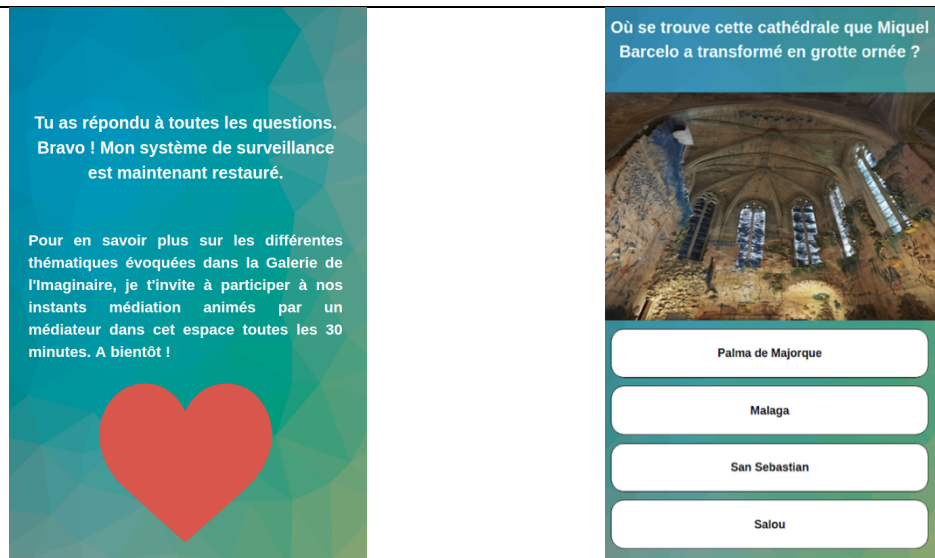 Tu as répondu à toutes les questions.
Bravo ! Mon système de surveillance
est maintenant restauré.
Pour en savoir plus sur les différentes
thématiques évoquées dans la Galerie de
l'Imaginaire, je t'invite à participer à nos
instants médiation animés par un
médiateur dans cet espace toutes les 30
minutes. A bientôt !
Où se trouve cette cathédrale que Miquel
Barcelo a transformé en grotte ornée ?
Palma de Majorque
Malaga
San Sebastian
Salou